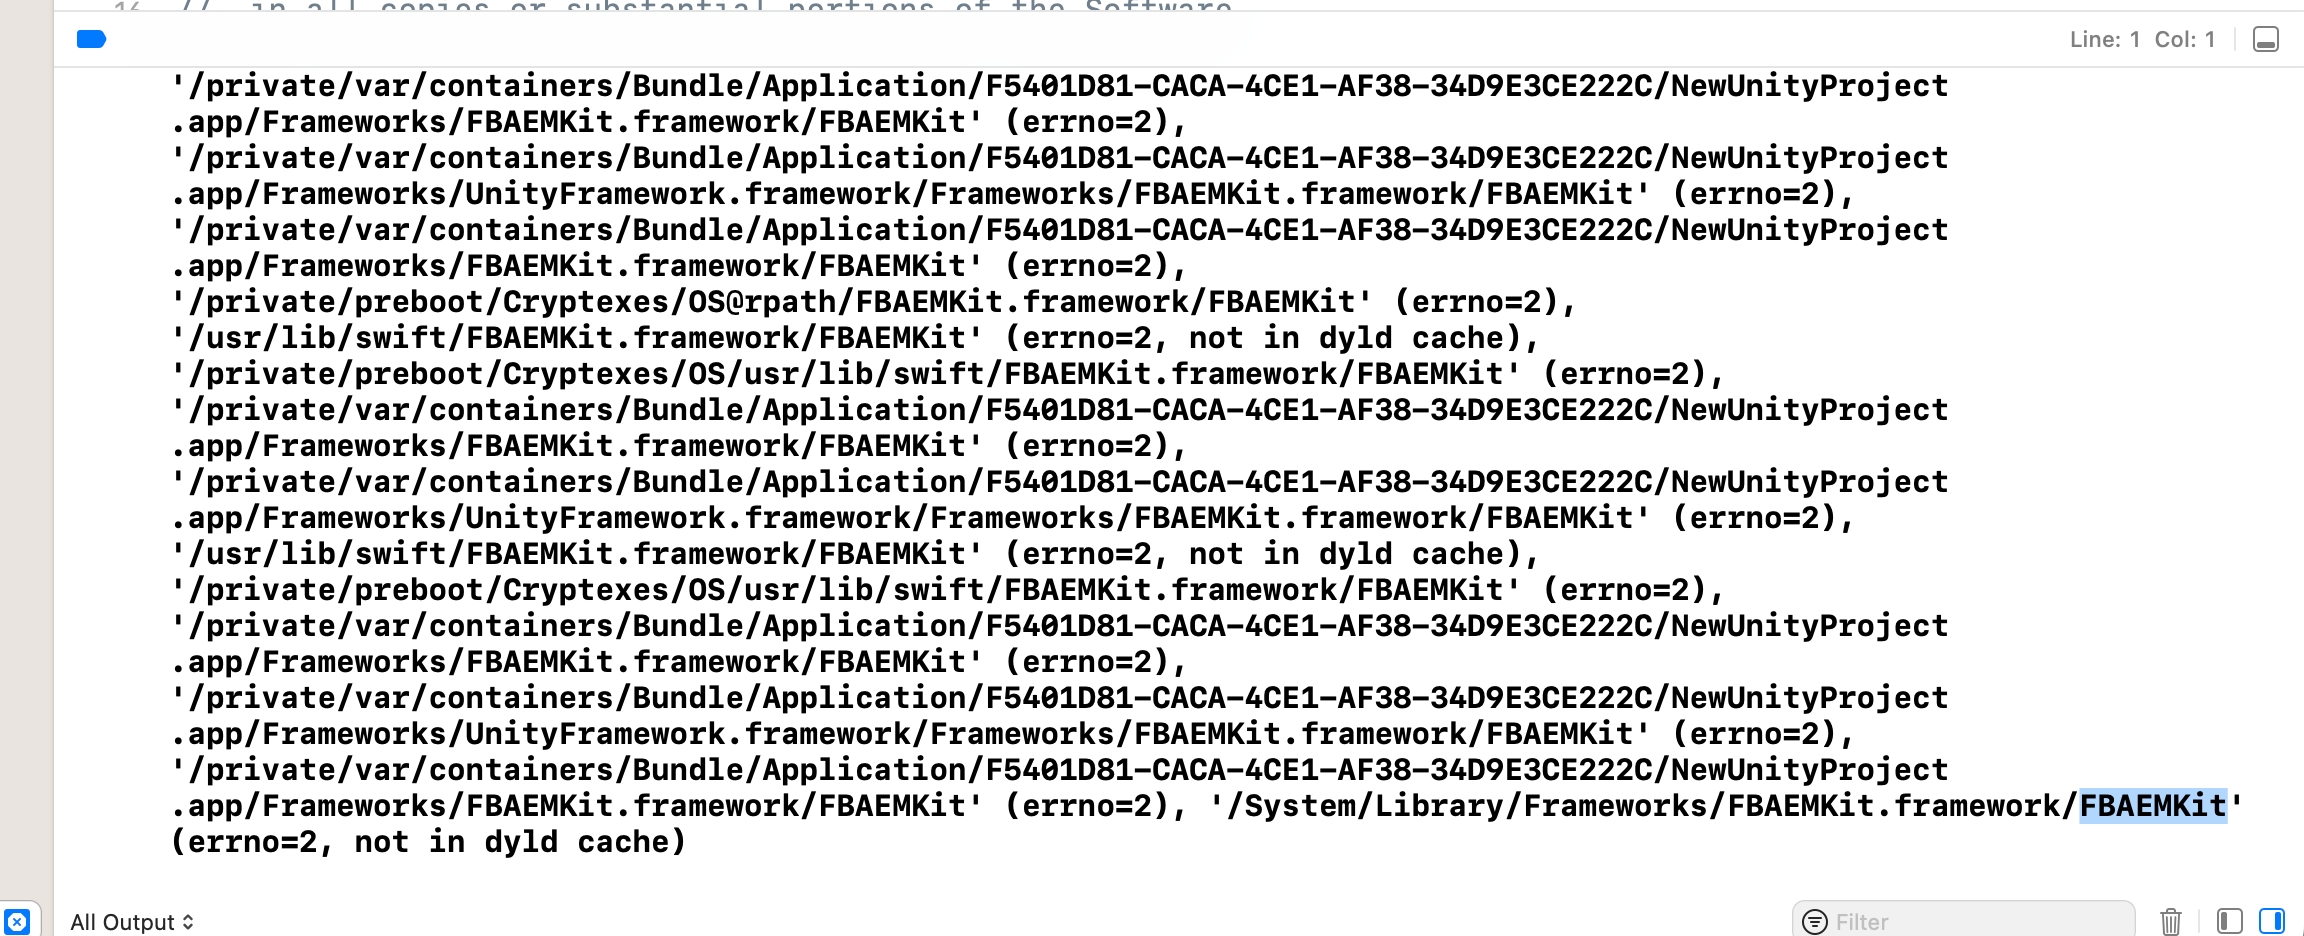 16 // in all copies or substantial portions of the Software
Line: 1 Col: 1
'/private/var/containers/Bundle/Application/F5401D81-CACA-4CE1-AF38-34D9E3CE222C/NewUnityProject
.app/Frameworks/FBAEMKit.framework/FBAEMKit' (errno=2),
'/private/var/containers/Bundle/Application/F5401D81-CACA-4CE1-AF38-34D9E3CE222C/NewUnityProject
.app/Frameworks/UnityFramework.framework/Frameworks/FBAEMKit.framework/FBAEMKit' (errno=2),
'/private/var/containers/Bundle/Application/F5401D81-CACA-4CE1-AF38-34D9E3CE222C/NewUnityProject
.app/Frameworks/FBAEMKit.framework/FBAEMKit' (errno=2),
'/private/preboot/Cryptexes/OS@rpath/FBAEMKit.framework/FBAEMKit' (errno=2),
'/usr/lib/swift/FBAEMKit.framework/FBAEMKit' (errno=2, not in dyld cache),
'/private/preboot/Cryptexes/OS/usr/lib/swift/FBAEMKit.framework/FBAEMKit' (errno=2),
'/private/var/containers/Bundle/Application/F5401D81-CACA-4CE1-AF38-34D9E3CE222C/NewUnityProject
.app/Frameworks/FBAEMKit.framework/FBAEMKit' (errno=2),
'/private/var/containers/Bundle/Application/F5401D81-CACA-4CE1-AF38-34D9E3CE222C/NewUnityProject
.app/Frameworks/UnityFramework.framework/Frameworks/FBAEMKit.framework/FBAEMKit' (errno=2),
'/usr/lib/swift/FBAEMKit.framework/FBAEMKit' (errno=2, not in dyld cache),
'/private/preboot/Cryptexes/OS/usr/lib/swift/FBAEMKit.framework/FBAEMKit' (errno=2),
'/private/var/containers/Bundle/Application/F5401D81-CACA-4CE1-AF38-34D9E3CE222C/NewUnityProject
.app/Frameworks/FBAEMKit.framework/FBAEMKit' (errno=2),
'/private/var/containers/Bundle/Application/F5401D81-CACA-4CE1-AF38-34D9E3CE222C/NewUnityProject
.app/Frameworks/UnityFramework.framework/Frameworks/FBAEMKit.framework/FBAEMKit' (errno=2),
'/private/var/containers/Bundle/Application/F5401D81-CACA-4CE1-AF38-34D9E3CE222C/NewUnityProject
.app/Frameworks/FBAEMKit.framework/FBAEMKit' (errno=2), '/System/Library/Frameworks/FBAEMKit.framework/FBAEMKit'
(errno=2, not in dyld cache)
All Output
Filter